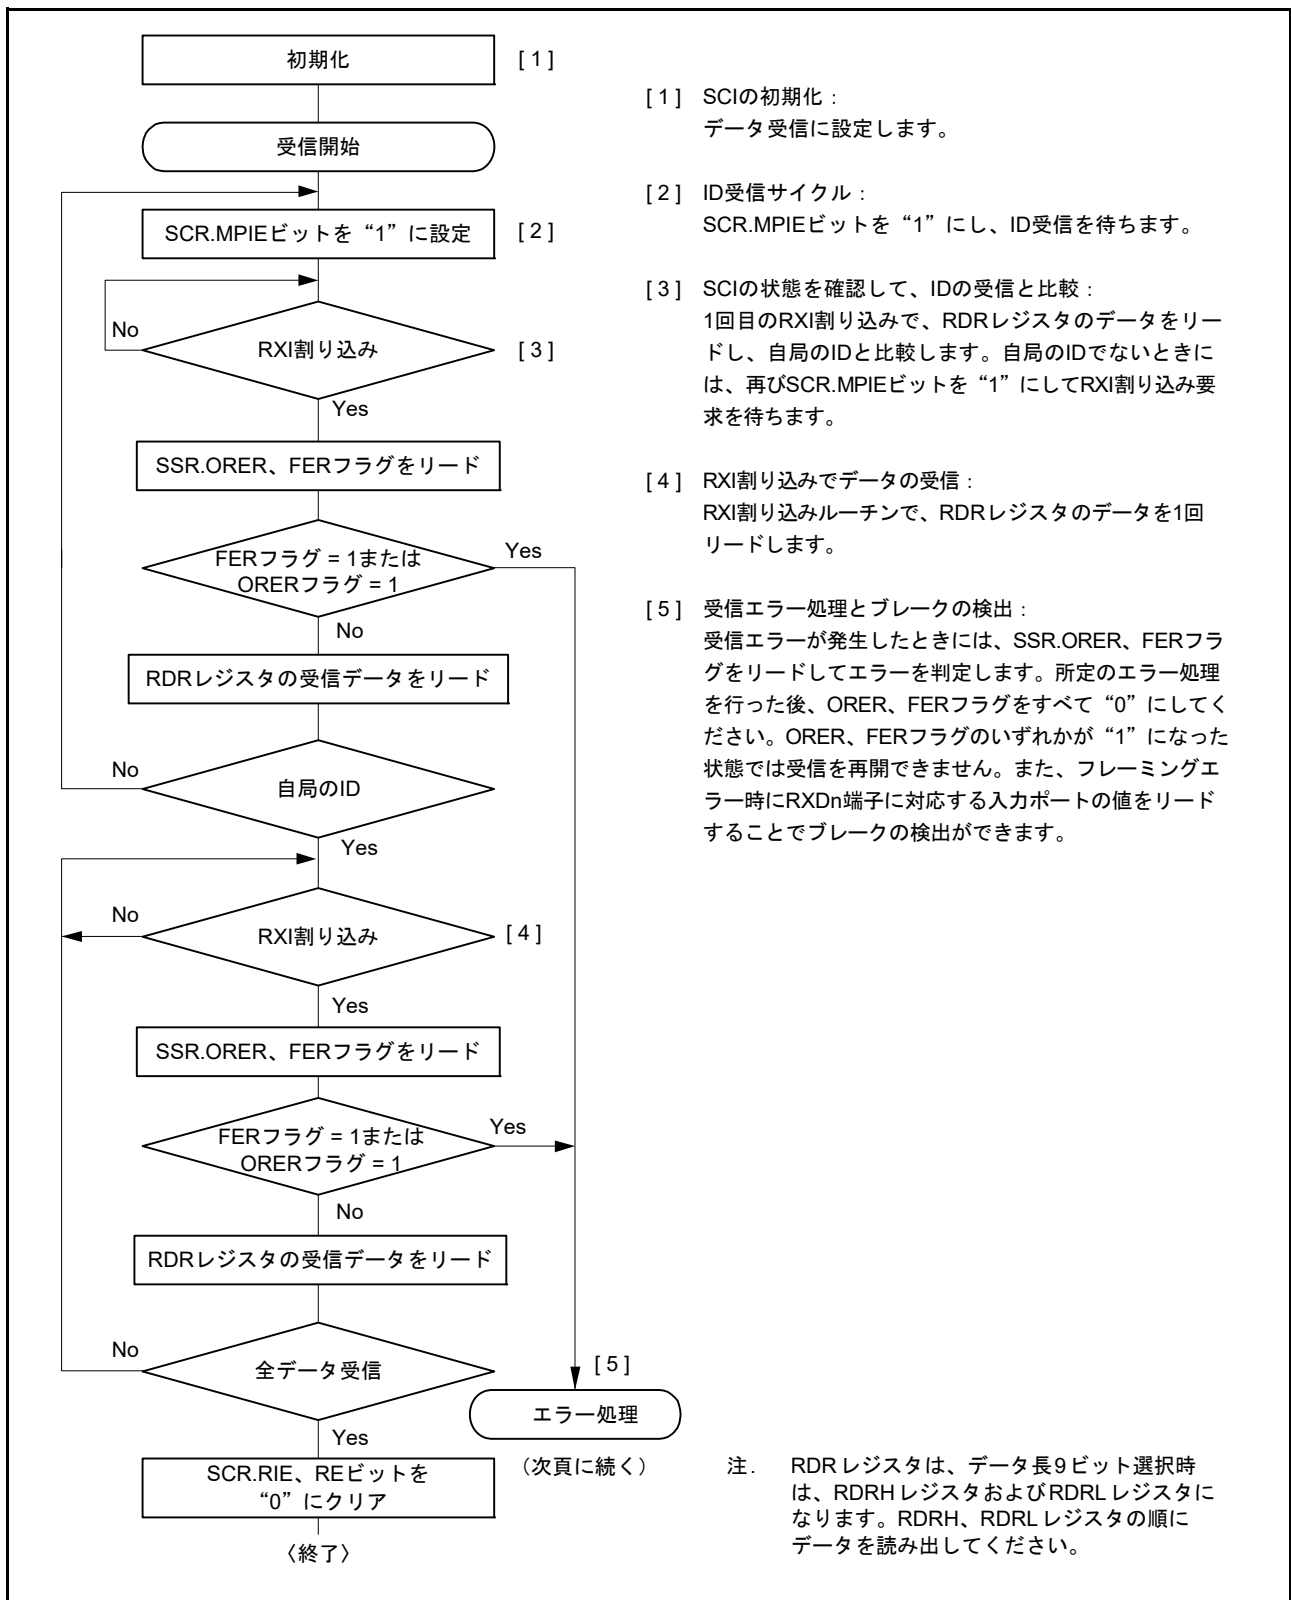 初期化
[ 1 ]
受信開始
SCR.MPIEビットを“1”に設定
[ 2 ]
No
RXI割り込み
[ 3 ]
Yes
SSR.ORER、FERフラグをリード
FERフラグ = 1または
ORERフラグ = 1
Yes
No
RDRレジスタの受信データをリード
No
自局のID
Yes
No
RXI割り込み
[ 4 ]
Yes
SSR.ORER、FERフラグをリード
FERフラグ = 1または
ORERフラグ = 1
Yes
No
RDRレジスタの受信データをリード
No
全データ受信
[ 5 ]
エラー処理
Yes
(次頁に続く)
SCR.RIE、REビットを
“0”にクリア
〈終了〉
[ 1 ] SCIの初期化:
データ受信に設定します。
[ 2 ] ID受信サイクル:
SCR.MPIEビットを“1”にし、ID受信を待ちます。
[ 3 ] SCIの状態を確認して、IDの受信と比較:
1回目のRXI割り込みで、RDRレジスタのデータをリー
ドし、自局のIDと比較します。自局のIDでないときに
は、再びSCR.MPIEビットを“1”にしてRXI割り込み要
求を待ちます。
[ 4 ] RXI割り込みでデータの受信:
RXI割り込みルーチンで、RDRレジスタのデータを1回
リードします。
[ 5 ] 受信エラー処理とブレークの検出:
受信エラーが発生したときには、SSR.ORER、FERフラ
グをリードしてエラーを判定します。所定のエラー処理
を行った後、ORER、FERフラグをすべて“0”にしてく
ださい。ORER、FERフラグのいずれかが“1”になった
状態では受信を再開できません。また、フレーミングエ
ラー時にRXDn端子に対応する入力ポートの値をリード
することでブレークの検出ができます。
注. RDRレジスタは、データ長9ビット選択時
は、RDRHレジスタおよびRDRLレジスタに
なります。RDRH、RDRLレジスタの順に
データを読み出してください。